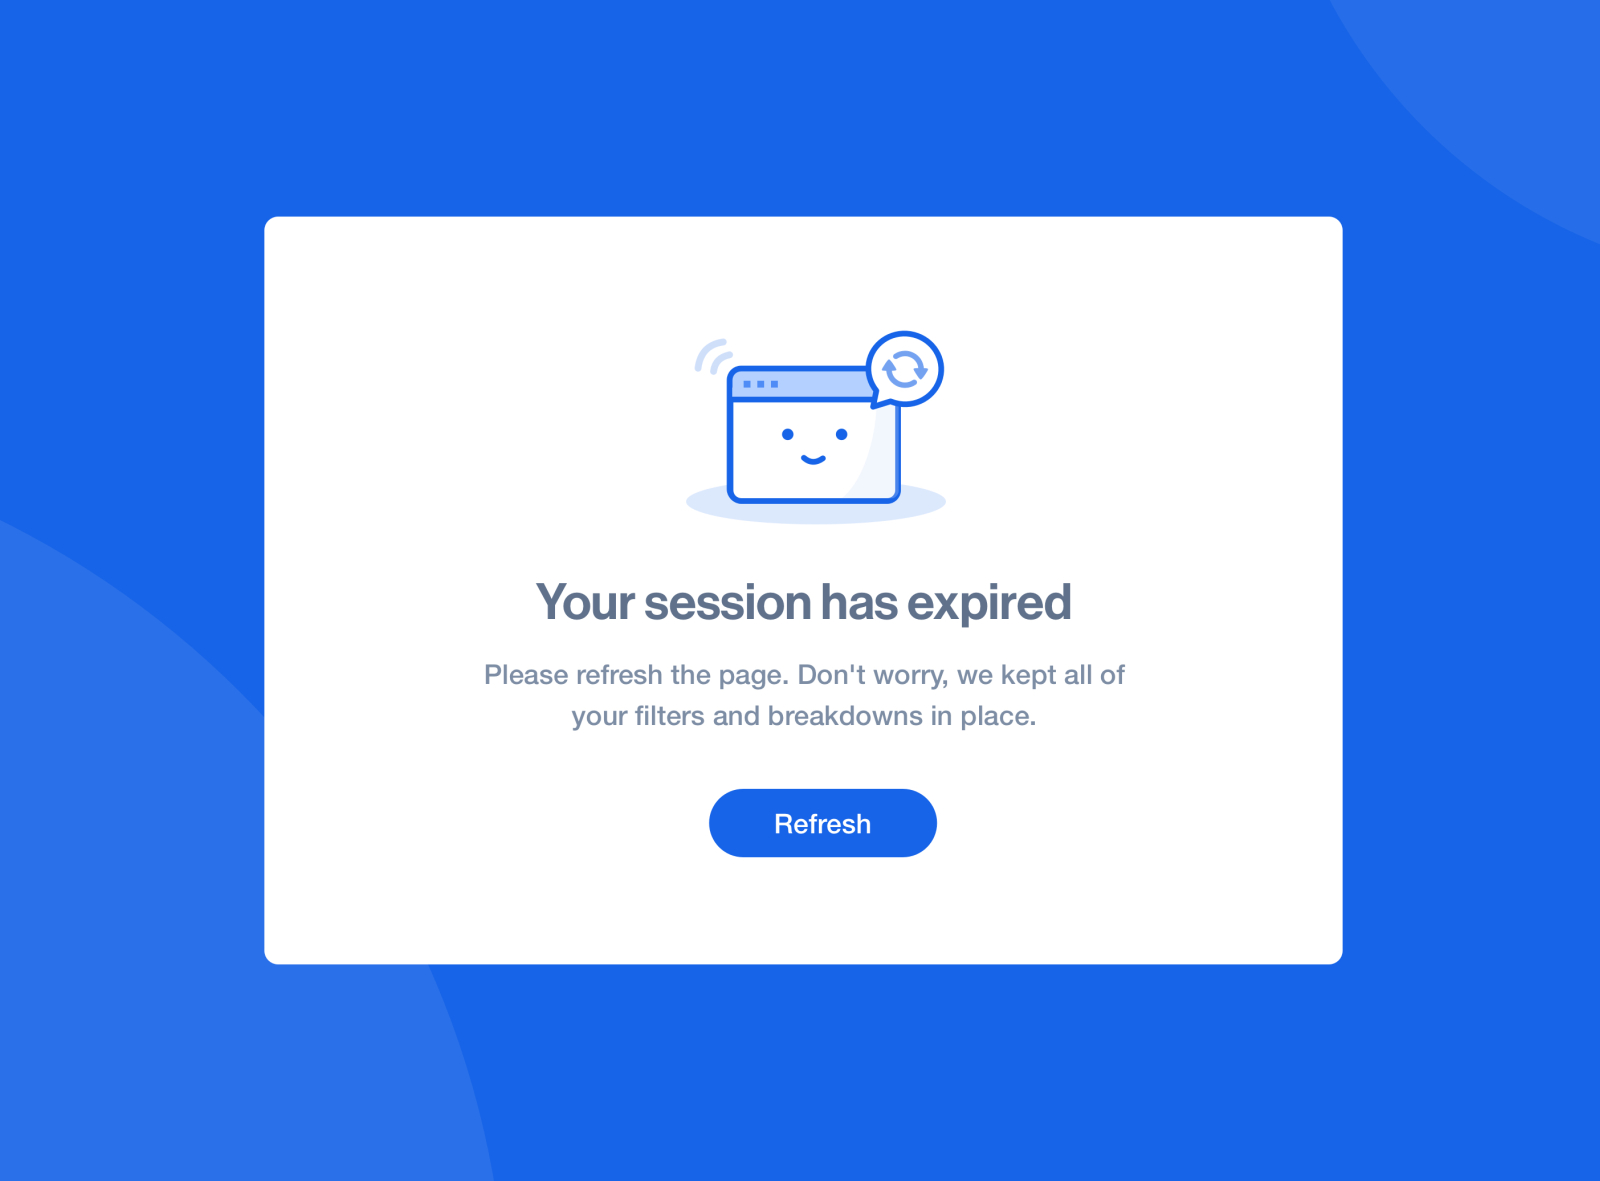 Your session has expired
Please refresh the page. Don't worry, we kept all of
your filters and breakdowns in place.
Refresh